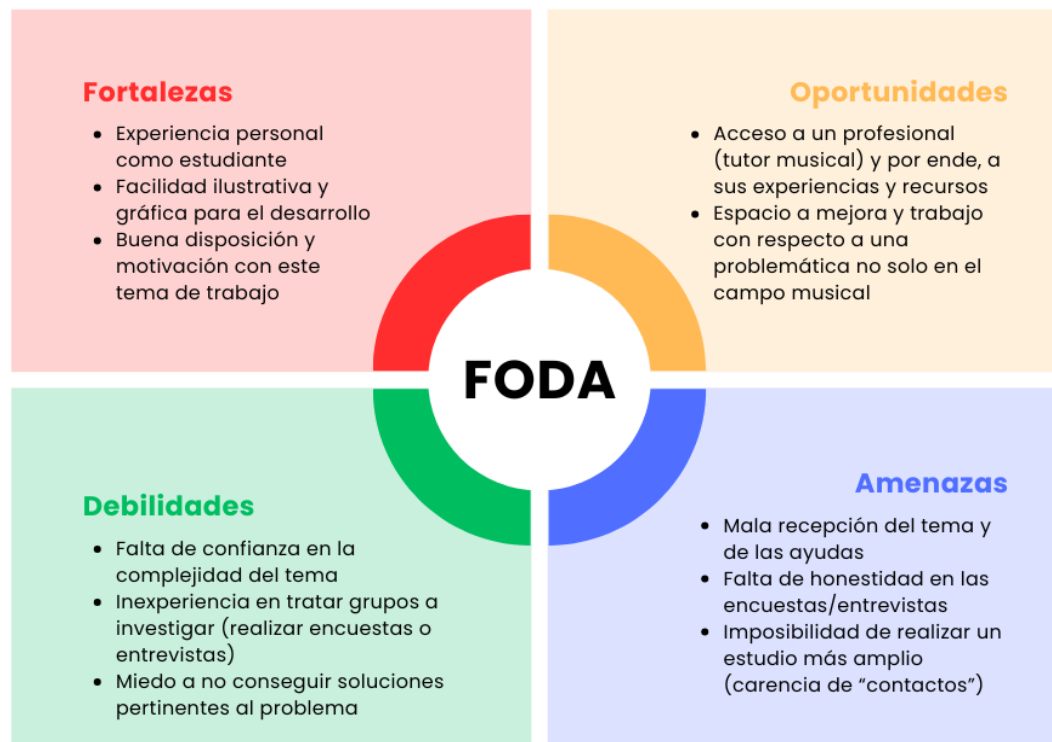 Fortalezas
• Experiencia personal
como estudiante
• Facilidad ilustrativa y
gráfica para el desarrollo
• Buena disposición y
motivación con este
tema de trabajo
Oportunidades
• Acceso a un profesional
(tutor musical) y por ende, a
sus experiencias y recursos
• Espacio a mejora y trabajo
con respecto a una
problemática no solo en el
campo musical
FODA
Debilidades
• Falta de confianza en la
complejidad del tema
• Inexperiencia en tratar grupos a
investigar (realizar encuestas o
entrevistas)
• Miedo a no conseguir soluciones
pertinentes al problema
Amenazas
• Mala recepción del tema y
de las ayudas
• Falta de honestidad en las
encuestas/entrevistas
• Imposibilidad de realizar un
estudio más amplio
(carencia de “contactos”)